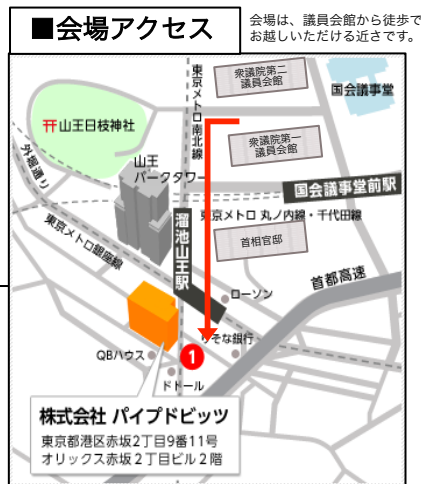 ■会場アクセス
会場は、議員会館から徒歩で
お越しいただける近さです。
衆議院第二
議員会館
国会議事堂
東京メトロ南北線
山王日枝神社
衆議院第一
議員会館
外堀通り
山王
パークタワー
国会議事堂前駅
東京メトロ 丸ノ内線・千代田線
東京メトロ銀座線
溜池山王駅
首相官邸
首都高速
ローソン
りそな銀行
QBハウス
1
ドトール
株式会社 パイプドビッツ
東京都港区赤坂2丁目9番11号
オリックス赤坂2丁目ビル2階